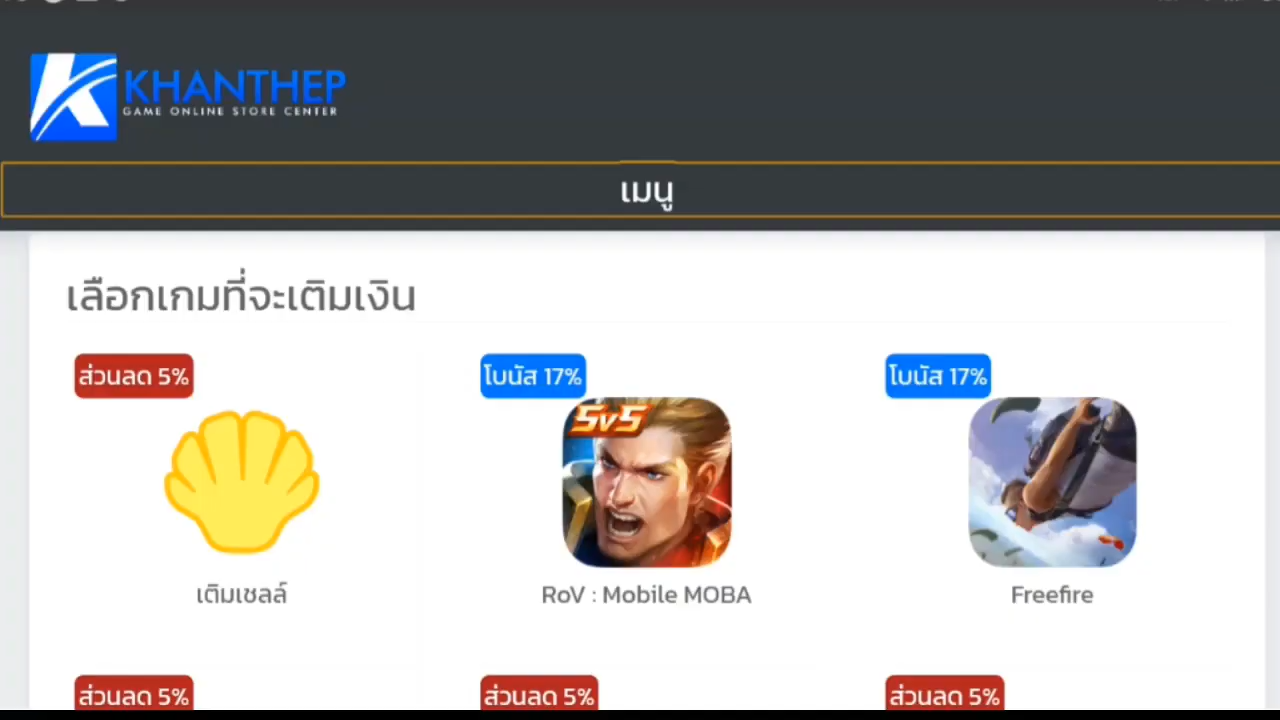 KHANTHEP
GAME ONLINE STORE CENTER
เมนู
เลือกเกมที่จะเติมเงิน
ส่วนลด 5%
โบนัส 17%
โบนัส 17%
5v5
เติมเชลล์
RoV : Mobile MOBA
Freefire
ส่วนลด 5%
ส่วนลด 5%
ส่วนลด 5%